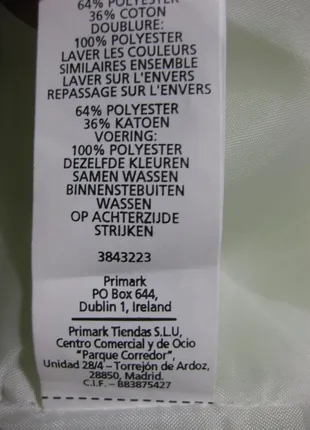 64% POLYESTER
36% COTON
DOUBLURE:
100% POLYESTER
LAVER LES COULEURS
SIMILAIRES ENSEMBLE
LAVER SUR L'ENVERS
REPASSAGE SUR L'ENVERS
64% POLYESTER
36% KATOEN
VOERING:
100% POLYESTER
DEZELFDE KLEUREN
SAMEN WASSEN
BINNENSTEBUITEN
WASSEN
OP ACHTERZIJDE
STRIJKEN
3843223
Primark
PO Box 644,
Dublin 1, Ireland
Primark Tiendas S.L.U,
Centro Comercial y de Ocio
"Parque Corredor",
Unidad 28/4 – Torrejón de Ardoz,
28850, Madrid.
C.I.F. – B83875427